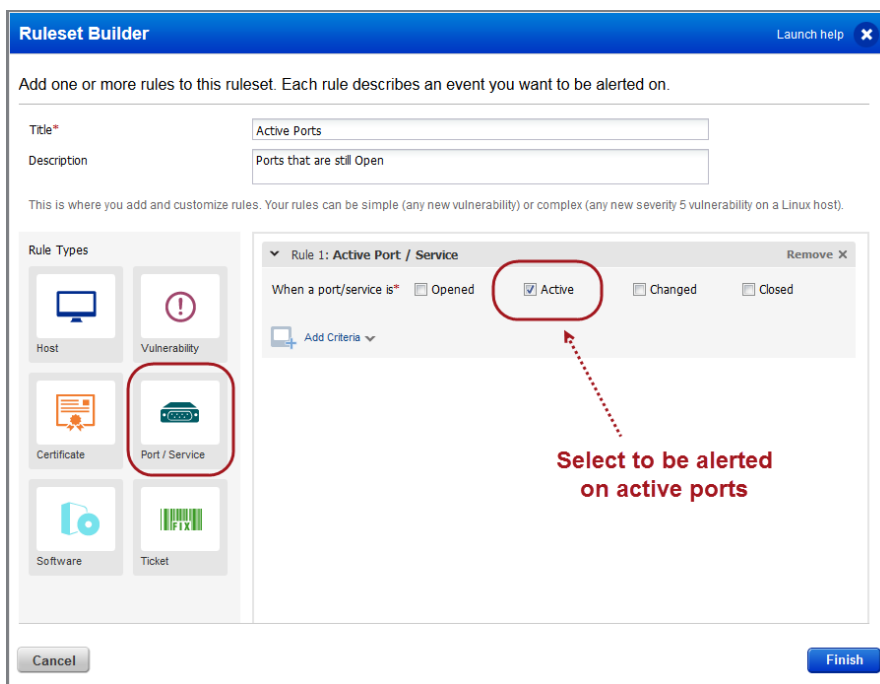 Ruleset Builder
Launch help
Add one or more rules to this ruleset. Each rule describes an event you want to be alerted on.
Title*
Active Ports
Description
Ports that are still Open
This is where you add and customize rules. Your rules can be simple (any new vulnerability) or complex (any new severity 5 vulnerability on a Linux host).
Rule Types
Host
Vulnerability
Certificate
Port / Service
Software
FIX
Ticket
Rule 1: Active Port / Service
Remove X
When a port/service is* Opened Active Changed Closed
Add Criteria
Select to be alerted
on active ports
Cancel
Finish